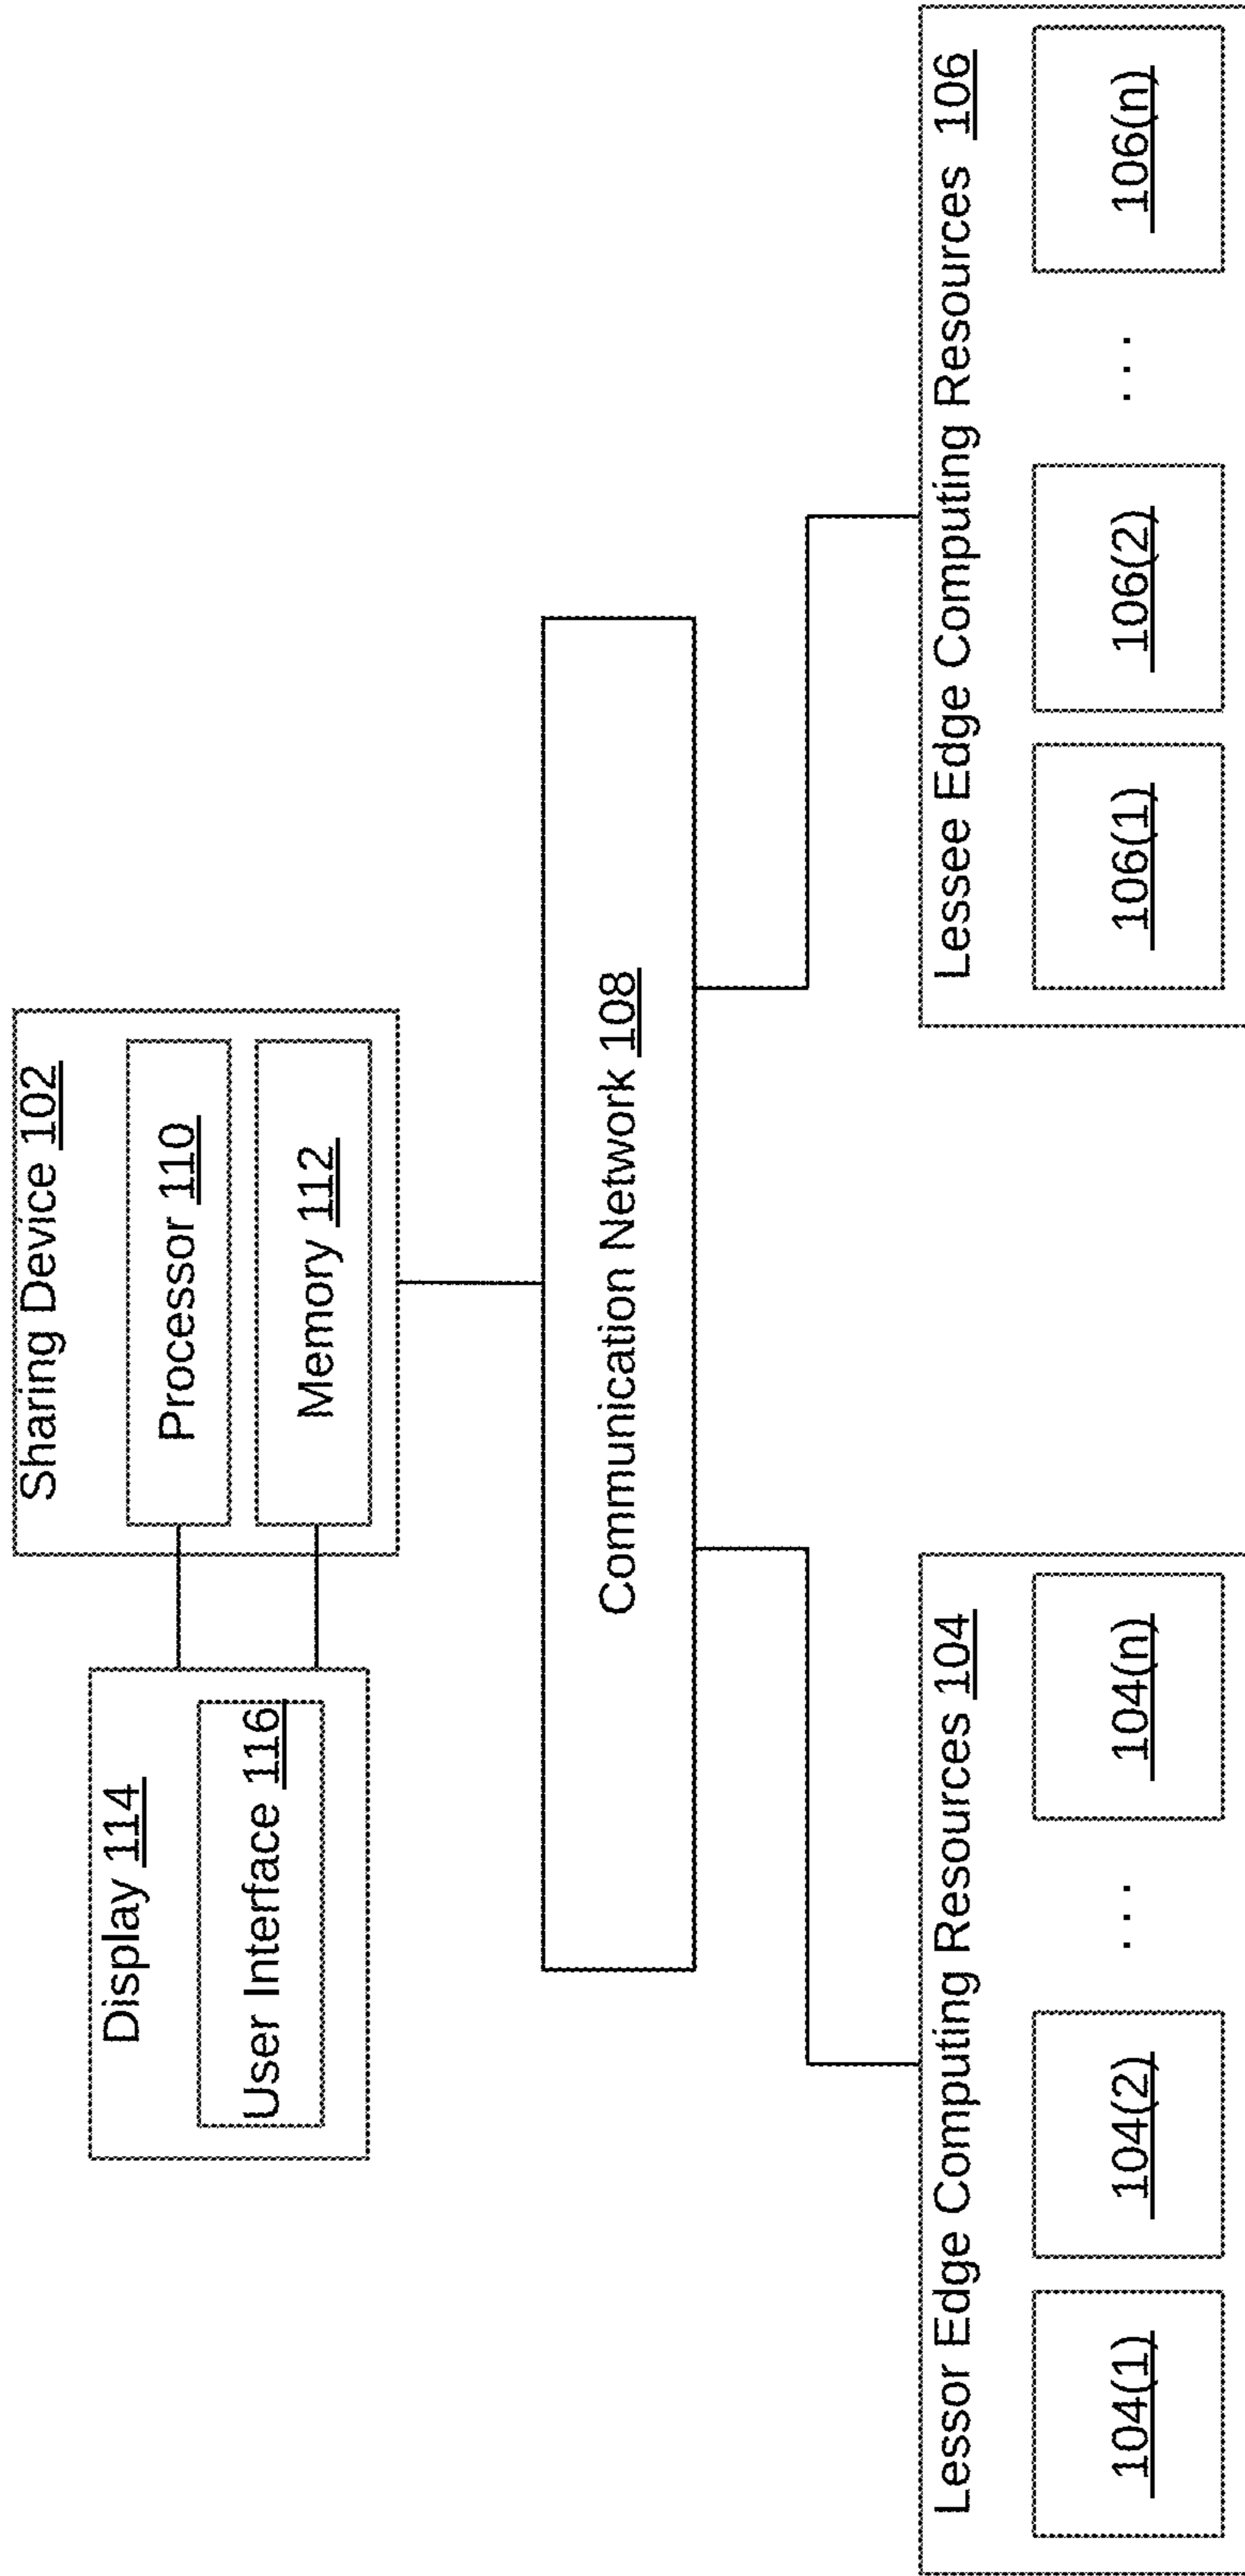 Sharing Device 102
Processor 110
Memory 112
Display 114
User Interface 116
Communication Network 108
Lessor Edge Computing Resources 104
104(1)
104(2)
. . .
104(n)
Lessee Edge Computing Resources 106
106(1)
106(2)
. . .
106(n)